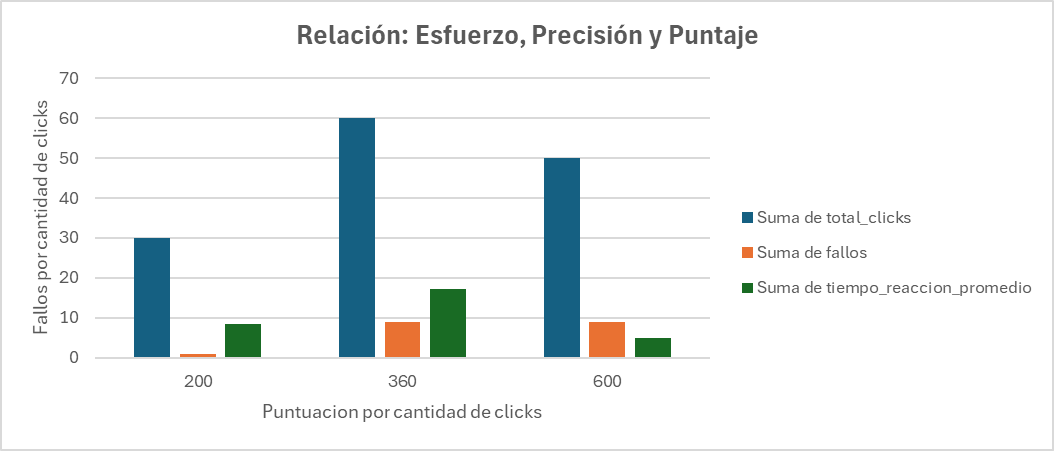 Relación: Esfuerzo, Precisión y Puntaje
Fallos por cantidad de clicks
70
60
50
40
30
20
10
0
200
360
600
Puntuacion por cantidad de clicks
Suma de total_clicks
Suma de fallos
Suma de tiempo_reaccion_promedio